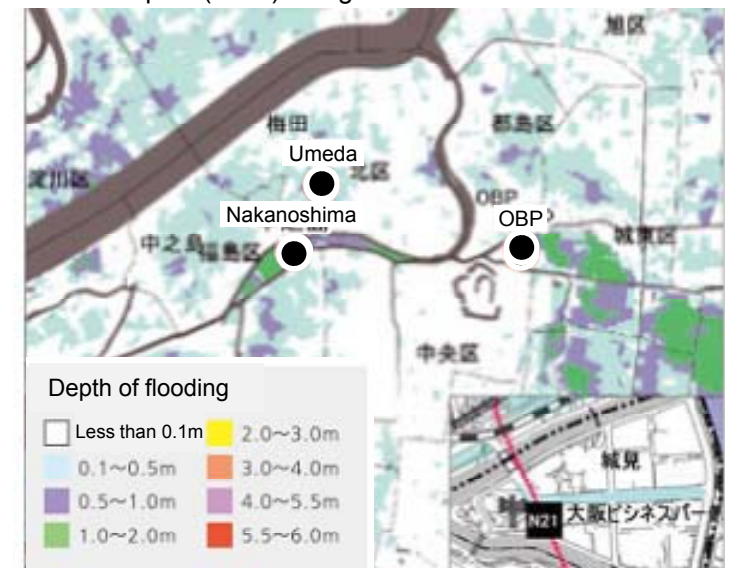 旭区
梅田
都島区
Umeda
北区
淀川区
OBP
Nakanoshima
OBP
中之島
福島区
城東区
中央区
Depth of flooding
Less than 0.1m
2.0～3.0m
0.1～0.5m
3.0～4.0m
0.5～1.0m
4.0～5.5m
1.0～2.0m
5.5～6.0m
城見
N21
大阪ビジネスパー